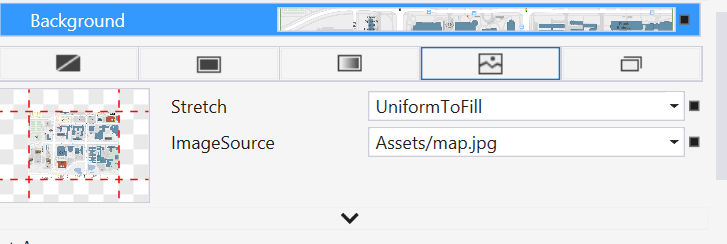 Background
Stretch UniformToFill
ImageSource Assets/map.jpg